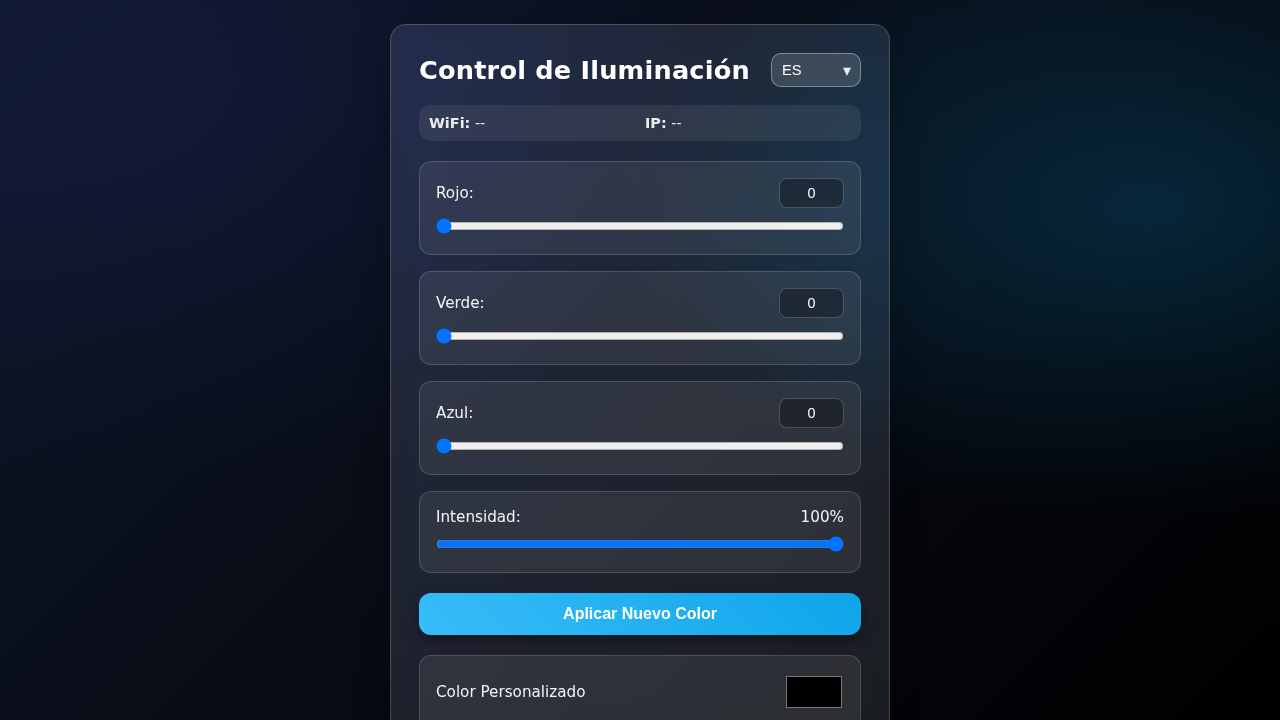 Control de Iluminación ES ▾
WiFi: -- IP: --
Rojo: 0
Verde: 0
Azul: 0
Intensidad: 100%
Aplicar Nuevo Color
Color Personalizado